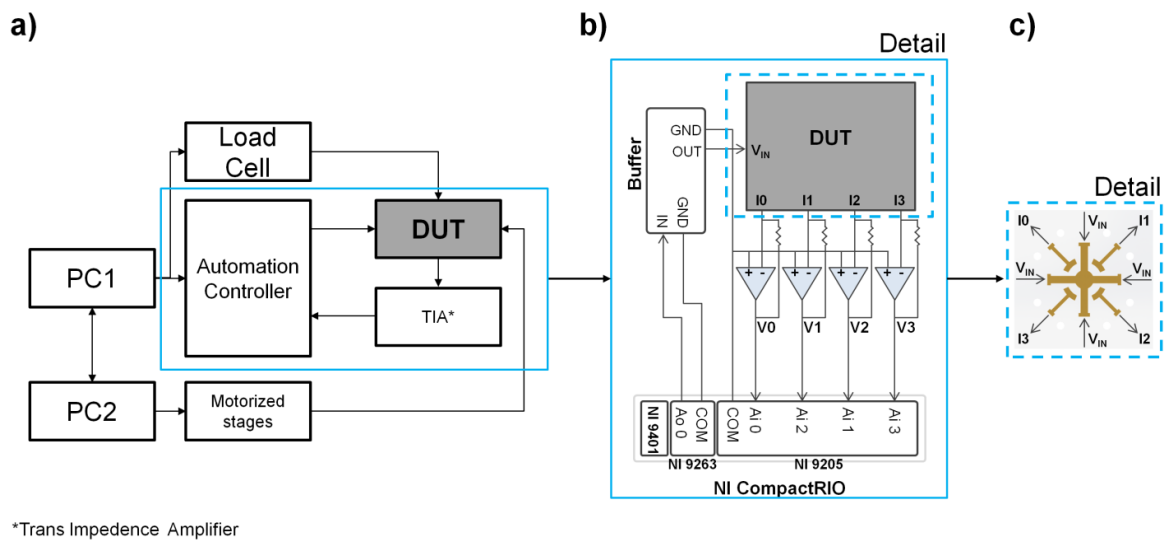 a)
Load
Cell
Automation
Controller
DUT
TIA*
PC1
PC2
Motorized
stages
*Trans Impedence Amplifier
b)
Detail
Buffer
GND
OUT
IN
GND
DUT
VIN
I0 I1 I2 I3
+ - + - + - + -
V0 V1 V2 V3
NI 9401
Ao 0
COM
COM
Ai 0
Ai 2
Ai 1
Ai 3
NI 9263
NI 9205
NI CompactRIO
c)
Detail
I0 VIN I1
VIN VIN
I3 VIN I2